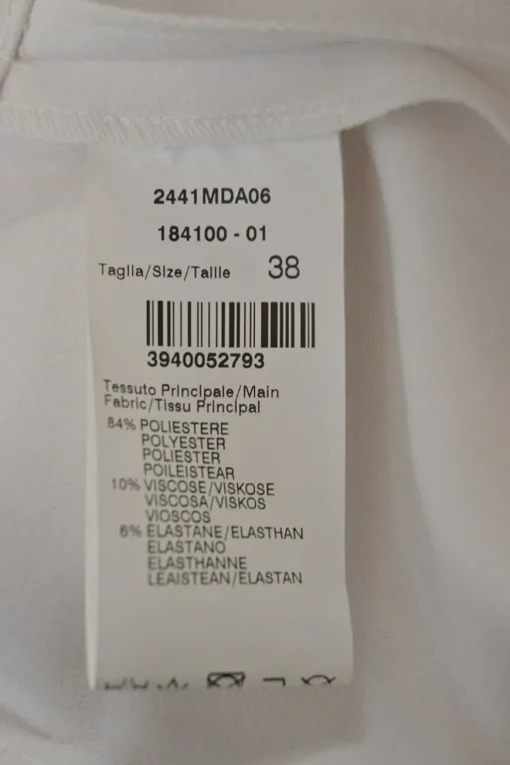 2441MDA06
184100 - 01
Taglia/Size/Taille 38
3940052793
Tessuto Principale/Main
Fabric/Tissu Principal
84% POLIESTERE
POLYESTER
POLIESTER
POILEISTEAR
10% VISCOSE/VISKOSE
VISCOSA/VISKOS
VIOSCOS
6% ELASTANE/ELASTHAN
ELASTANO
ELASTHANNE
LEAISTEAN/ELASTAN